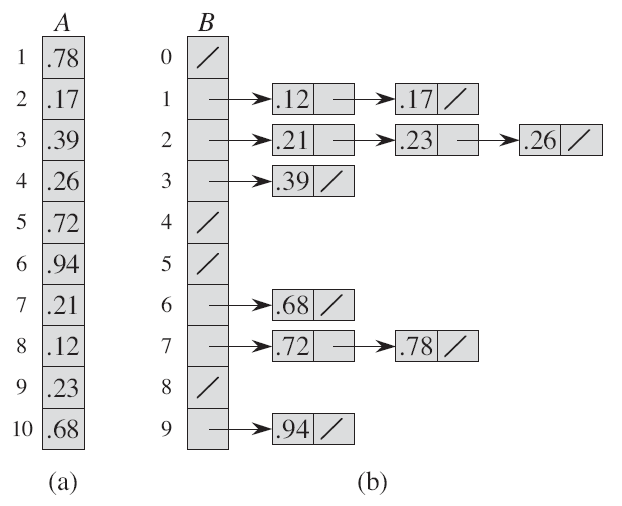 A B
1 .78 0
2 .17 1 .12 .17
3 .39 2 .21 .23 .26
4 .26 3 .39
5 .72 4
6 .94 5
7 .21 6 .68
8 .12 7 .72 .78
9 .23 8
10 .68 9 .94
(a) (b)